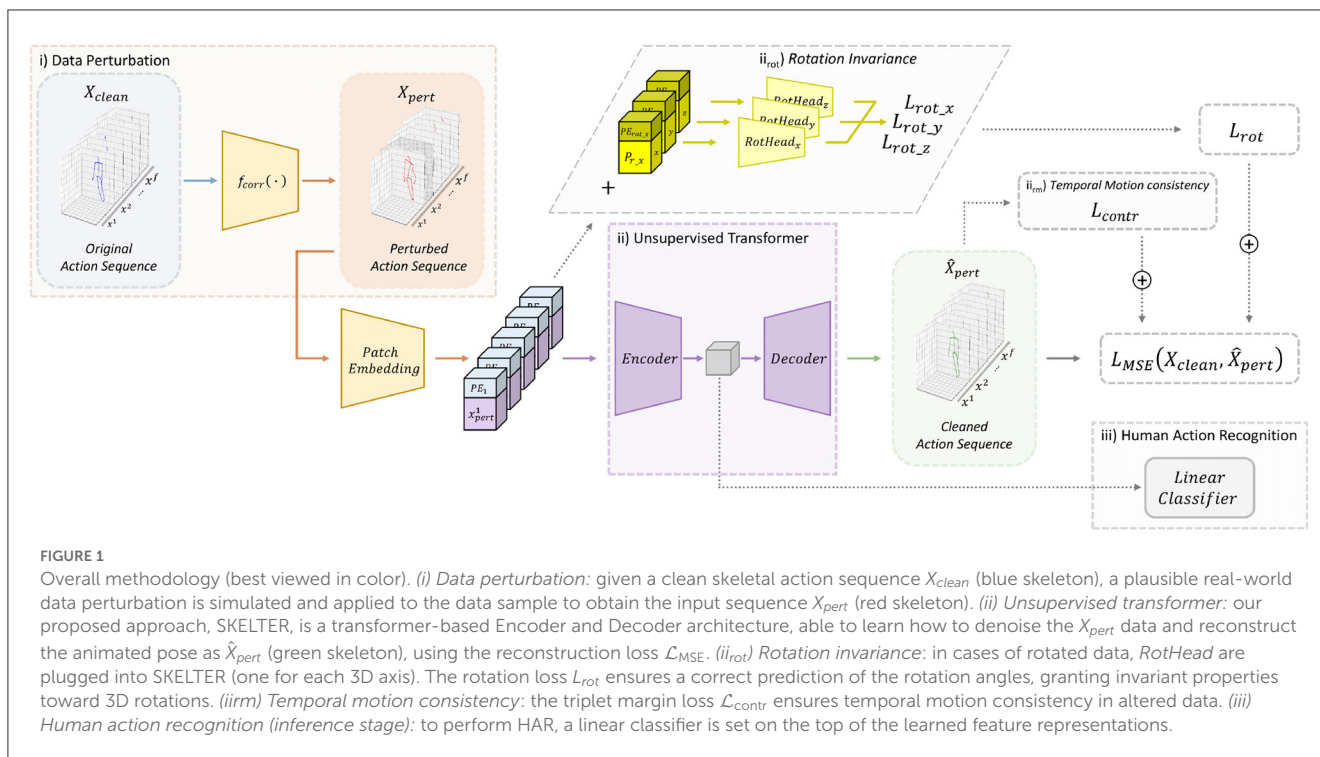 i) Data Perturbation
X_clean
x^1 x^2 ... x^f
Original
Action Sequence
f_corr(·)
X_pert
x^1 x^2 ... x^f
Perturbed
Action Sequence
ii_rot) Rotation Invariance
PE
PE
PE_rot_x
P_r_x
x
y
z
+
RotHead_z
RotHead_y
RotHead_x
L_rot_x
L_rot_y
L_rot_z
L_rot
ii_rm) Temporal Motion consistency
L_contr
+
+
Patch
Embedding
PE
PE
PE
PE
PE_1
x^1_pert
ii) Unsupervised Transformer
Encoder
Decoder
X̂_pert
x^1 x^2 ... x^f
Cleaned
Action Sequence
L_MSE(X_clean, X̂_pert)
iii) Human Action Recognition
Linear
Classifier
FIGURE 1
Overall methodology (best viewed in color). (i) Data perturbation: given a clean skeletal action sequence X_clean (blue skeleton), a plausible real-world
data perturbation is simulated and applied to the data sample to obtain the input sequence X_pert (red skeleton). (ii) Unsupervised transformer: our
proposed approach, SKELTER, is a transformer-based Encoder and Decoder architecture, able to learn how to denoise the X_pert data and reconstruct
the animated pose as X̂_pert (green skeleton), using the reconstruction loss ℒ_MSE. (ii_rot) Rotation invariance: in cases of rotated data, RotHead are
plugged into SKELTER (one for each 3D axis). The rotation loss L_rot ensures a correct prediction of the rotation angles, granting invariant properties
toward 3D rotations. (iirm) Temporal motion consistency: the triplet margin loss ℒ_contr ensures temporal motion consistency in altered data. (iii)
Human action recognition (inference stage): to perform HAR, a linear classifier is set on the top of the learned feature representations.